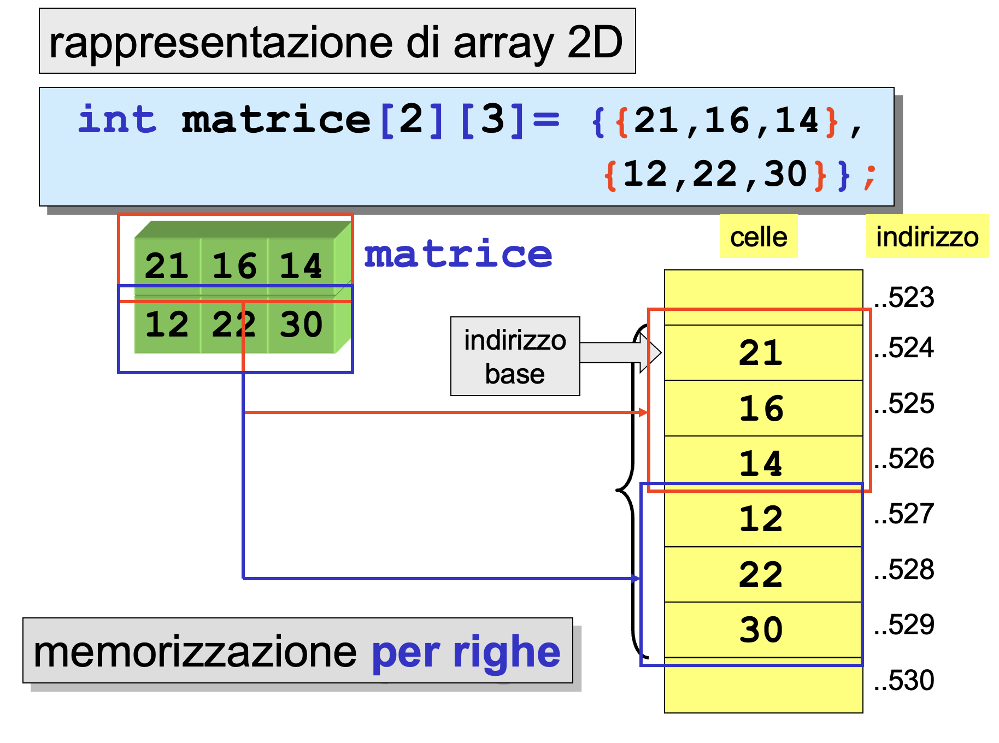 rappresentazione di array 2D
int matrice[2][3]= {{21,16,14},
{12,22,30}};
celle
indirizzo
21 16 14
matrice
12 22 30
indirizzo
base
..523
21 ..524
16 ..525
14 ..526
12 ..527
22 ..528
30 ..529
..530
memorizzazione per righe